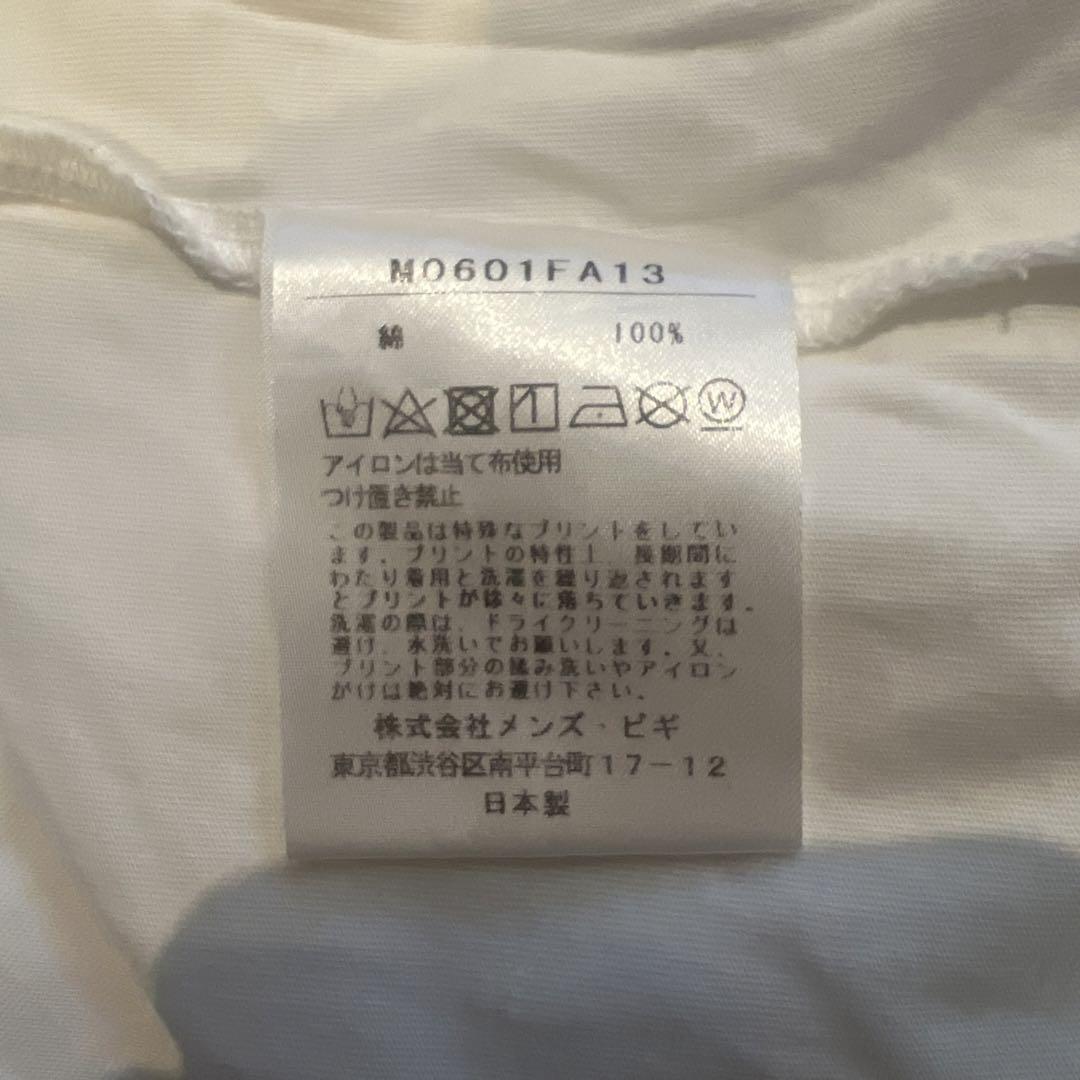 M0601FA13
綿 100%
W
アイロンは当て布使用
つけ置き禁止
この製品は特殊なプリントをしてい
ます。プリントの特性上、長期間に
わたり着用と洗濯を繰り返されます
とプリントが徐々に落ちていきます。
洗濯の際は、ドライクリーニングは
避け、水洗いでお願いします。又、
プリント部分の揉み洗いやアイロン
がけは絶対にお避け下さい。
株式会社メンズ・ビギ
東京都渋谷区南平台町17-12
日本製